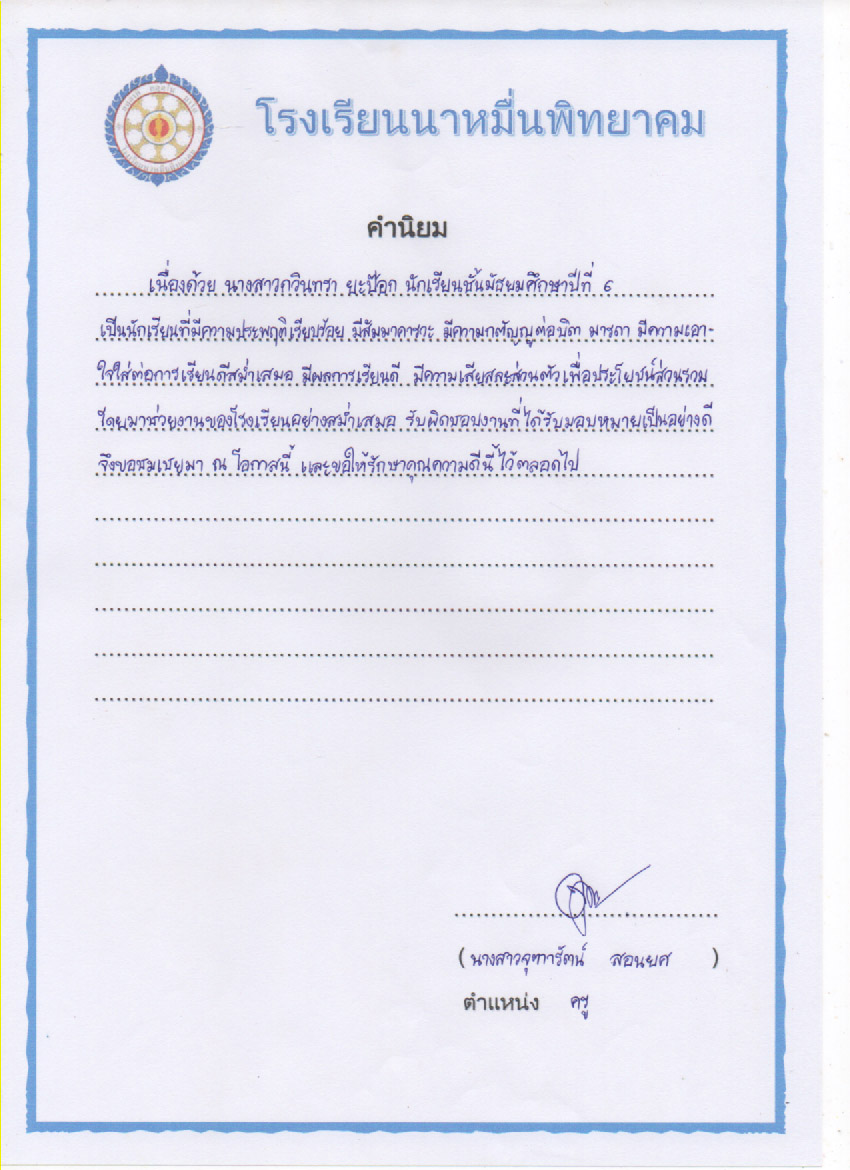 โรงเรียนนาหมื่นพิทยาคม
คำนิยม
เนื่องด้วย นางสาวกวินทรา ยะป๊อก นักเรียนชั้นมัธยมศึกษาปีที่ ๖
เป็นนักเรียนที่มีความประพฤติเรียบร้อย มีสัมมาคารวะ มีความกตัญญูต่อบิดา มารดา มีความเอา-
ใจใส่ต่อการเรียนดีสม่ำเสมอ มีผลการเรียนดี มีความเสียสละส่วนตัวเพื่อประโยชน์ส่วนรวม
โดยมาช่วยงานของโรงเรียนอย่างสม่ำเสมอ รับผิดชอบงานที่ได้รับมอบหมายเป็นอย่างดี
จึงขอชมเชยมา ณ โอกาสนี้ และขอให้รักษาคุณความดีนี้ไว้ตลอดไป
(นางสาวจุฑารัตน์ สอนยศ)
ตำแหน่ง ครู